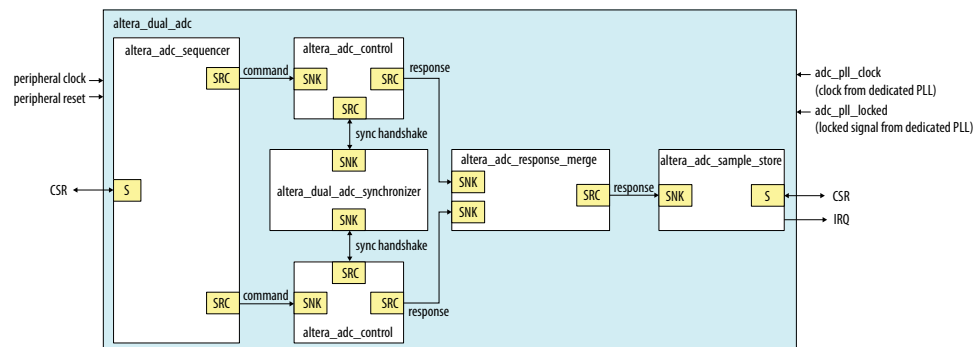 altera_dual_adc
altera_adc_sequencer
altera_adc_control
peripheral clock
peripheral reset
SRC
command
SNK
SRC
response
SRC
adc_pll_clock
(clock from dedicated PLL)
adc_pll_locked
(locked signal from dedicated PLL)
sync handshake
SNK
altera_dual_adc_synchronizer
SNK
altera_adc_response_merge
SNK
SNK
SRC
response
altera_adc_sample_store
SNK
S
CSR
IRQ
CSR
S
sync handshake
SRC
SRC
command
SNK
SRC
response
altera_adc_control